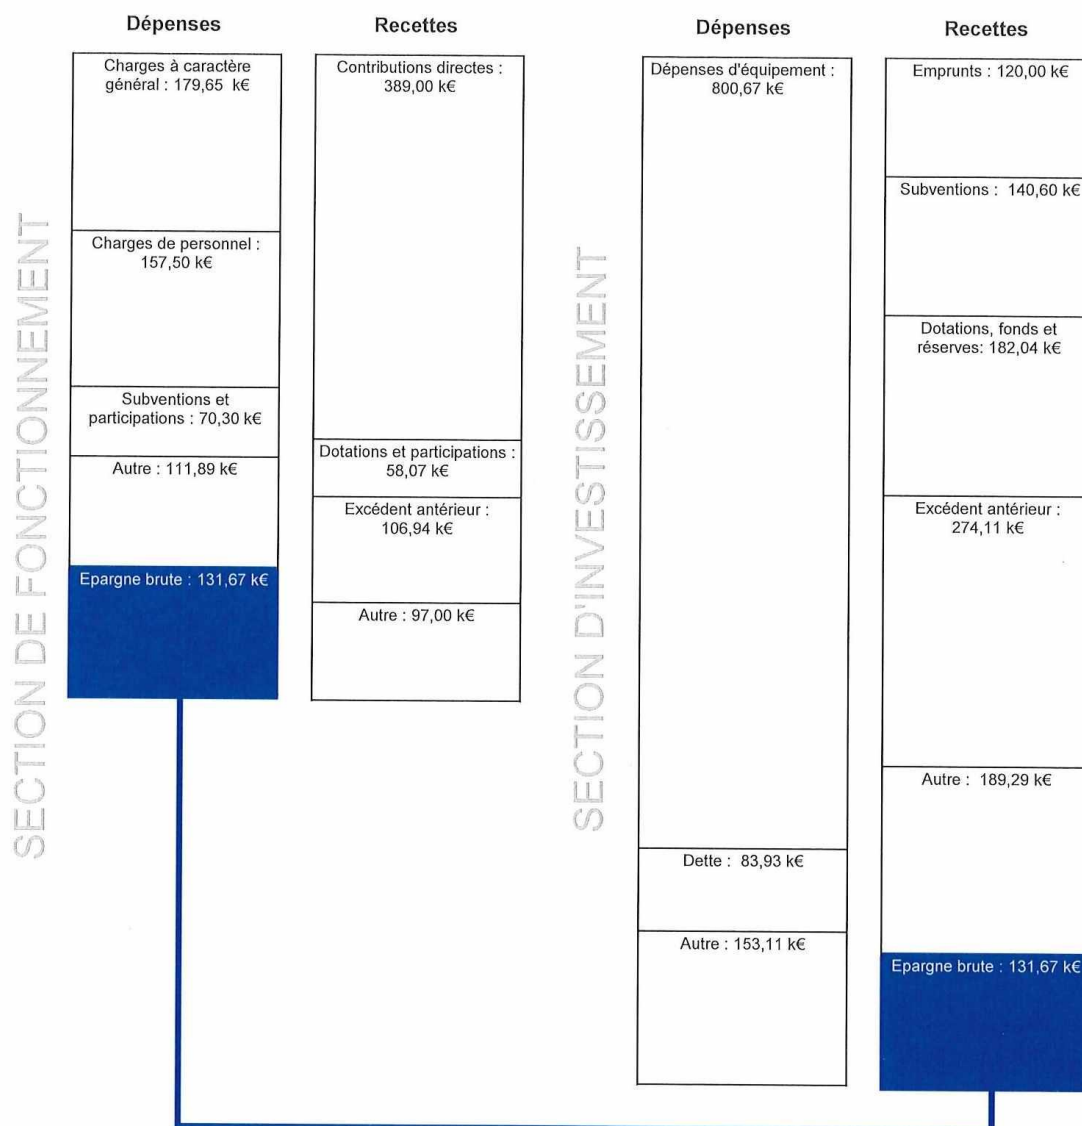 SECTION DE FONCTIONNEMENT
Dépenses
Charges à caractère
général : 179,65 k€
Charges de personnel :
157,50 k€
Subventions et
participations : 70,30 k€
Autre : 111,89 k€
Epargne brute : 131,67 k€
Recettes
Contributions directes :
389,00 k€
Dotations et participations :
58,07 k€
Excédent antérieur :
106,94 k€
Autre : 97,00 k€
SECTION D'INVESTISSEMENT
Dépenses
Dépenses d'équipement :
800,67 k€
Dette : 83,93 k€
Autre : 153,11 k€
Recettes
Emprunts : 120,00 k€
Subventions : 140,60 k€
Dotations, fonds et
réserves: 182,04 k€
Excédent antérieur :
274,11 k€
Autre : 189,29 k€
Epargne brute : 131,67 k€